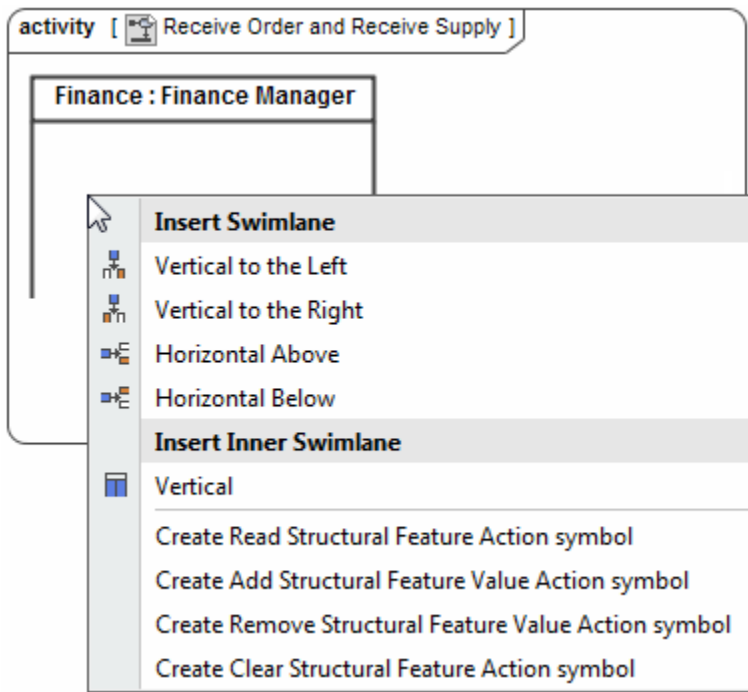 activity [ Receive Order and Receive Supply ]
Finance : Finance Manager
Insert Swimlane
Vertical to the Left
Vertical to the Right
Horizontal Above
Horizontal Below
Insert Inner Swimlane
Vertical
Create Read Structural Feature Action symbol
Create Add Structural Feature Value Action symbol
Create Remove Structural Feature Value Action symbol
Create Clear Structural Feature Action symbol